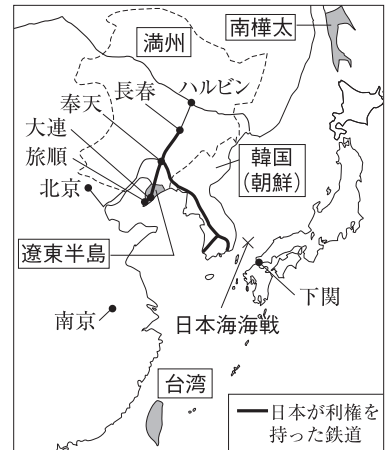 南樺太
満州
ハルビン
長春
奉天
大連
旅順
北京
韓国
(朝鮮)
遼東半島
下関
日本海海戦
南京
台湾
日本が利権を
持った鉄道